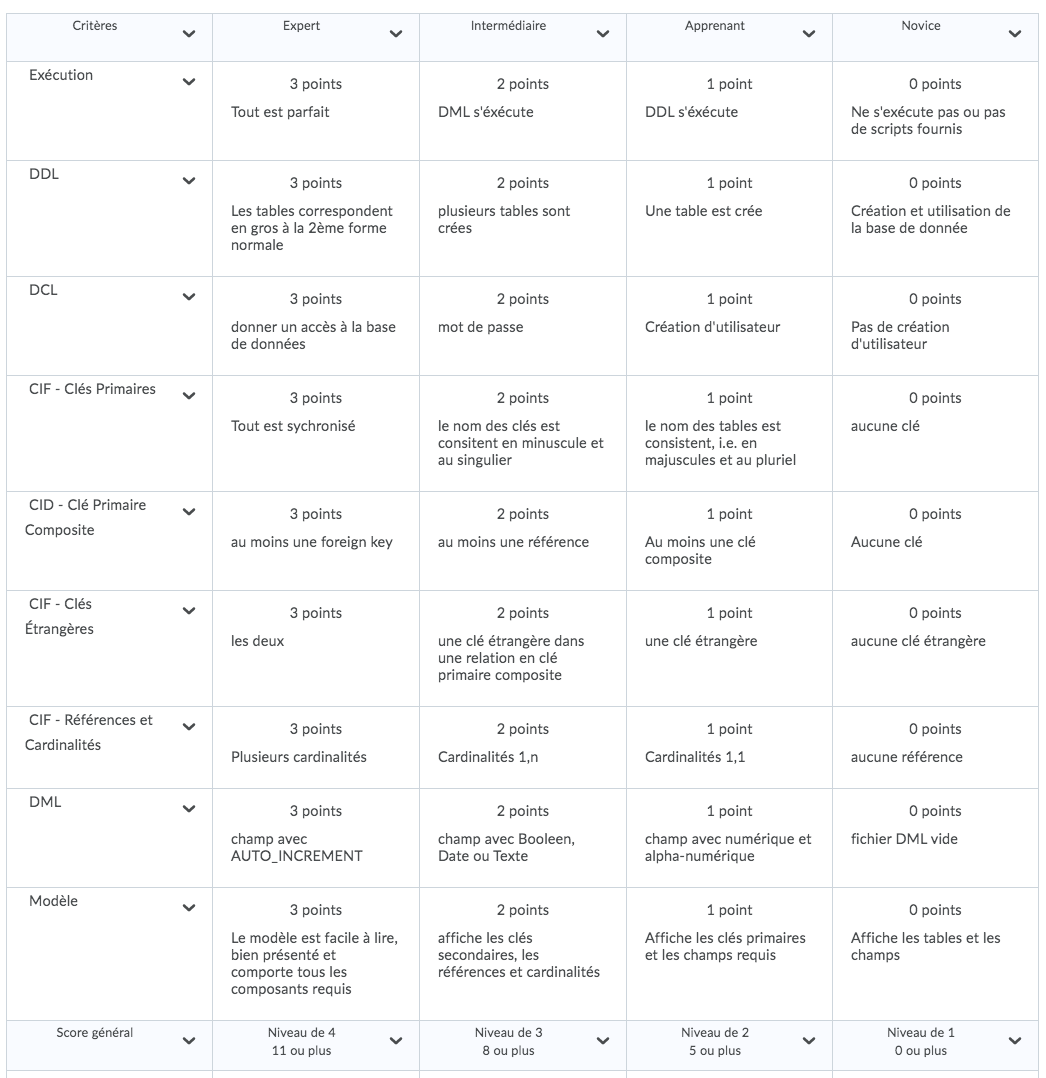 Critères
Expert
Intermédiaire
Apprenant
Novice
Exécution
3 points
Tout est parfait
2 points
DML s'éxécute
1 point
DDL s'éxécute
0 points
Ne s'exécute pas ou pas
de scripts fournis
DDL
3 points
Les tables correspondent
en gros à la 2ème forme
normale
2 points
plusieurs tables sont
crées
1 point
Une table est crée
0 points
Création et utilisation de
la base de donnée
DCL
3 points
donner un accès à la base
de données
2 points
mot de passe
1 point
Création d'utilisateur
0 points
Pas de création
d'utilisateur
CIF - Clés Primaires
3 points
Tout est sychronisé
2 points
le nom des clés est
consitent en minuscule et
au singulier
1 point
le nom des tables est
consistent, i.e. en
majuscules et au pluriel
0 points
aucune clé
CID - Clé Primaire
Composite
3 points
au moins une foreign key
2 points
au moins une référence
1 point
Au moins une clé
composite
0 points
Aucune clé
CIF - Clés
Étrangères
3 points
les deux
2 points
une clé étrangère dans
une relation en clé
primaire composite
1 point
une clé étrangère
0 points
aucune clé étrangère
CIF - Références et
Cardinalités
3 points
Plusieurs cardinalités
2 points
Cardinalités 1,n
1 point
Cardinalités 1,1
0 points
aucune référence
DML
3 points
champ avec
AUTO_INCREMENT
2 points
champ avec Booleen,
Date ou Texte
1 point
champ avec numérique et
alpha-numérique
0 points
fichier DML vide
Modèle
3 points
Le modèle est facile à lire,
bien présenté et
comporte tous les
composants requis
2 points
affiche les clés
secondaires, les
références et cardinalités
1 point
Affiche les clés primaires
et les champs requis
0 points
Affiche les tables et les
champs
Score général
Niveau de 4
11 ou plus
Niveau de 3
8 ou plus
Niveau de 2
5 ou plus
Niveau de 1
0 ou plus